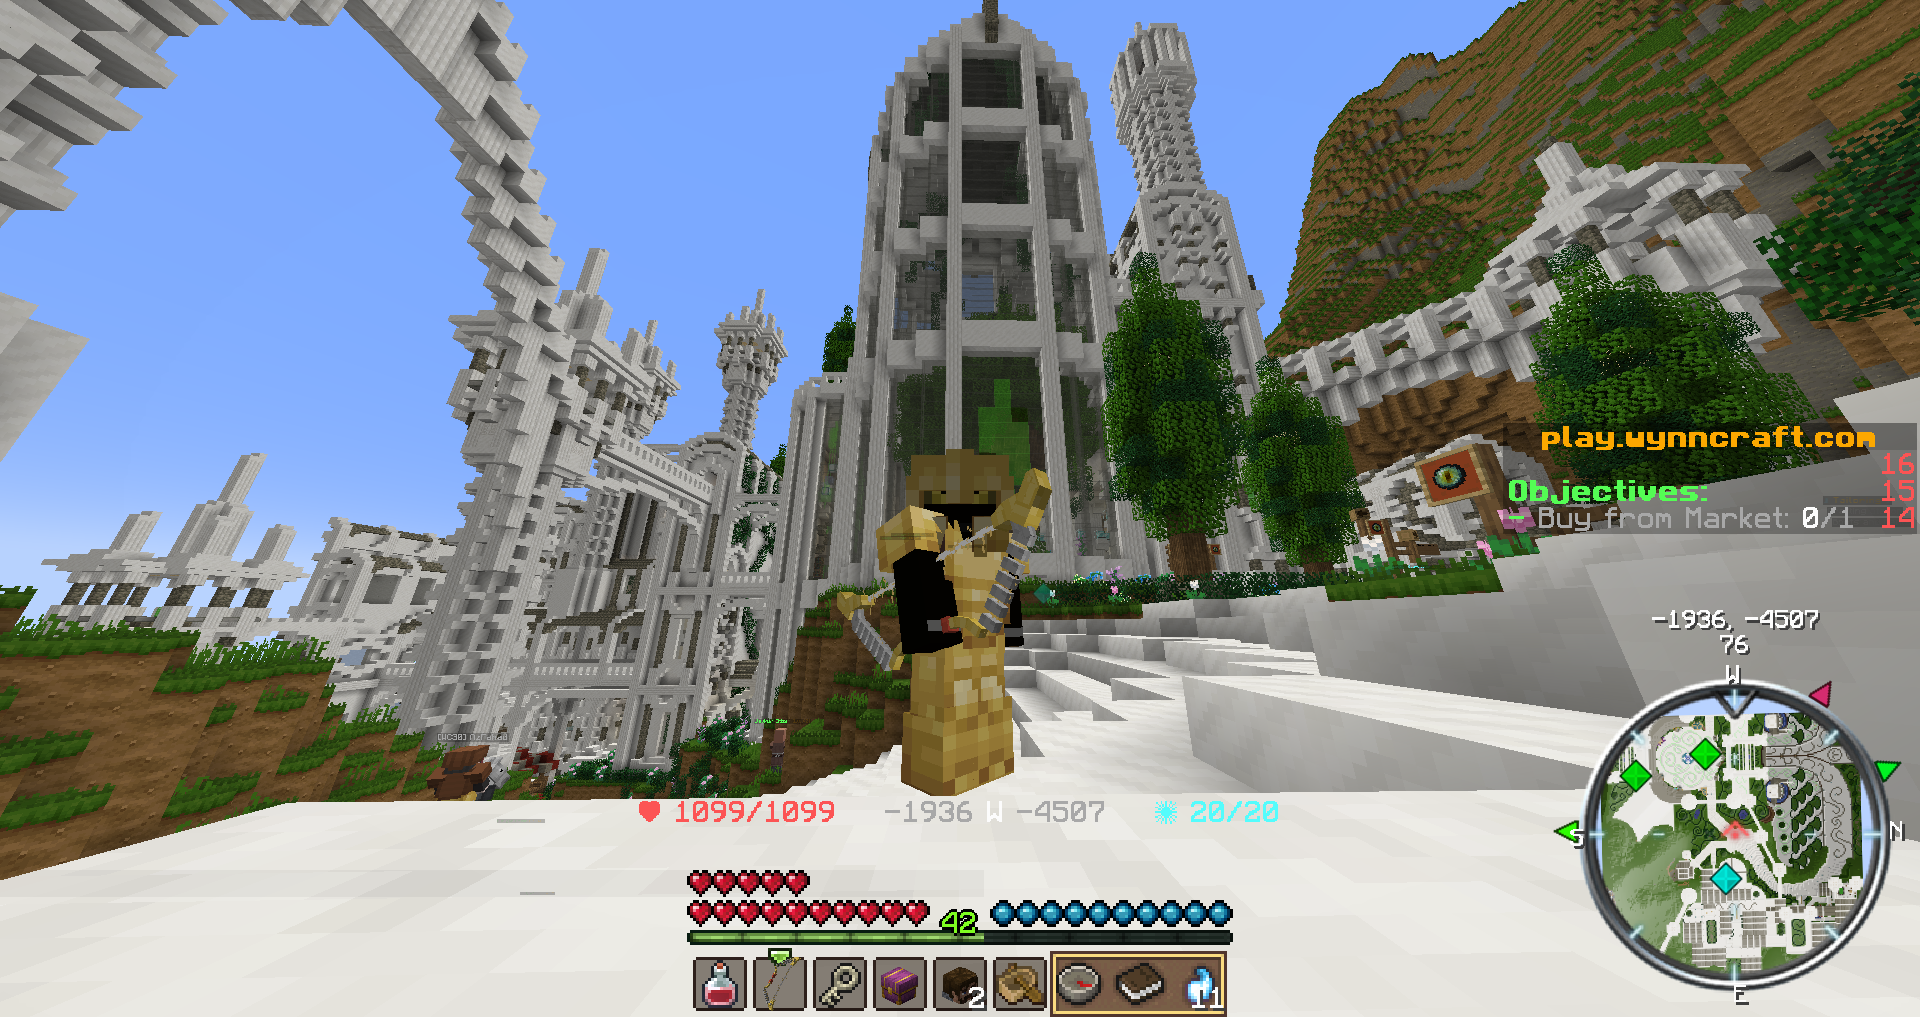 play.wynncraft.com
16
Objectives:
15
- Buy from Market: 0/1
14
-1936, -4507
76
W
S
N
E
[WC30]
1099/1099
-1936 W -4507
20/20
42
2
11